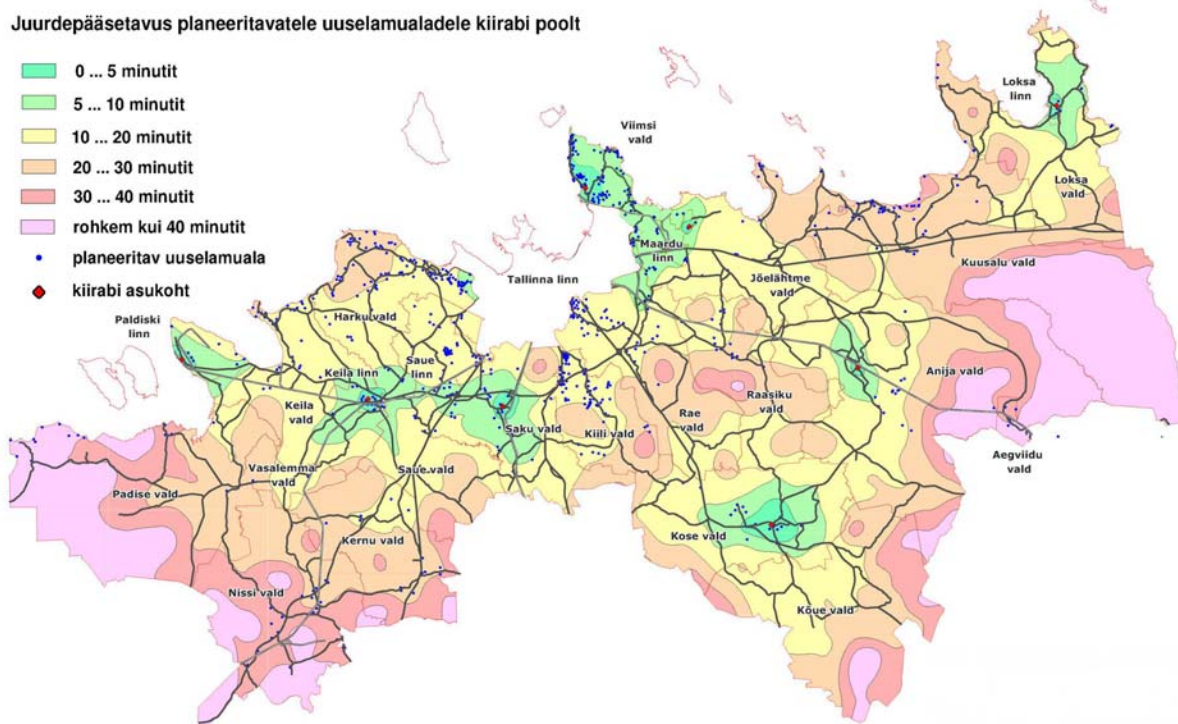 Juurdepääsetavus planeeritavatele uuselamualadele kiirabi poolt
0 ... 5 minutit
5 ... 10 minutit
10 ... 20 minutit
20 ... 30 minutit
30 ... 40 minutit
rohkem kui 40 minutit
planeeritav uuselamuala
kiirabi asukoht
Loksa
linn
Viimsi
vald
Loksa
vald
Maardu
linn
Kuusalu vald
Tallinna linn
Jõelähtme
vald
Paldiski
linn
Harku vald
Saue
linn
Keila linn
Anija vald
Keila
vald
Raasiku
vald
Rae
vald
Saku vald
Kiili vald
Aegviidu
vald
Vasalemma
vald
Saue vald
Padise vald
Kernu vald
Kose vald
Nissi vald
Kõue vald